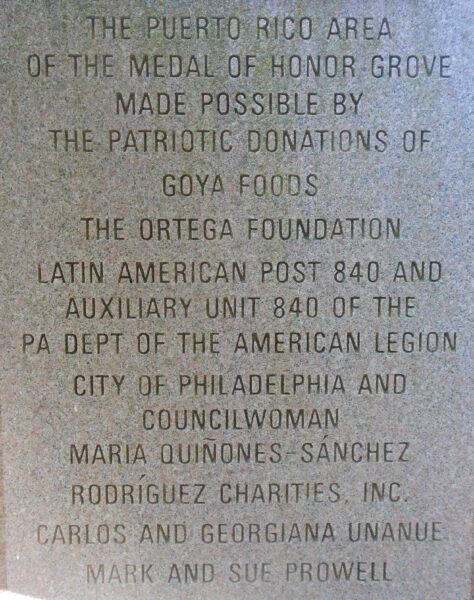 THE PUERTO RICO AREA
OF THE MEDAL OF HONOR GROVE
MADE POSSIBLE BY
THE PATRIOTIC DONATIONS OF
GOYA FOODS
THE ORTEGA FOUNDATION
LATIN AMERICAN POST 840 AND
AUXILIARY UNIT 840 OF THE
PA DEPT OF THE AMERICAN LEGION
CITY OF PHILADELPHIA AND
COUNCILWOMAN
MARIA QUIÑONES-SÁNCHEZ
RODRÍGUEZ CHARITIES, INC.
CARLOS AND GEORGIANA UNANUE
MARK AND SUE PROWELL